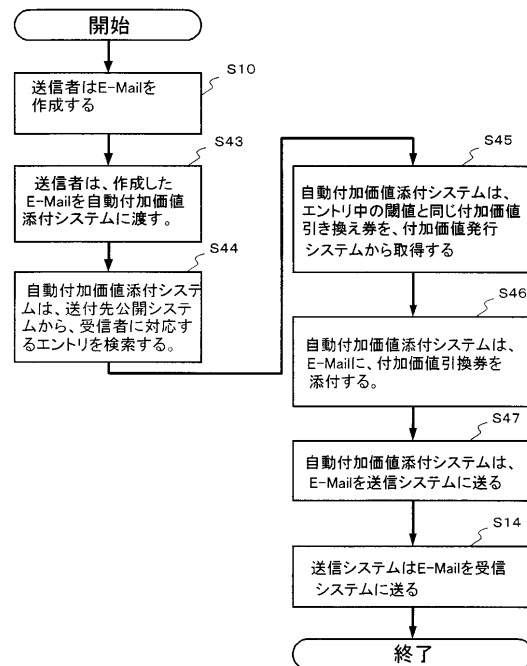 開始
S10
送信者はE-Mailを
作成する
S43
送信者は、作成した
E-Mailを自動付加価値
添付システムに渡す。
S44
自動付加価値添付システ
ムは、送付先公開システ
ムから、受信者に対応す
るエントリを検索する。
S45
自動付加価値添付システムは、
エントリ中の閾値と同じ付加価値
引き換え券を、付加価値発行
システムから取得する
S46
自動付加価値添付システムは、
E-Mailに、付加価値引換券を
添付する。
S47
自動付加価値添付システムは、
E-Mailを送信システムに送る
S14
送信システムはE-Mailを受信
システムに送る
終了